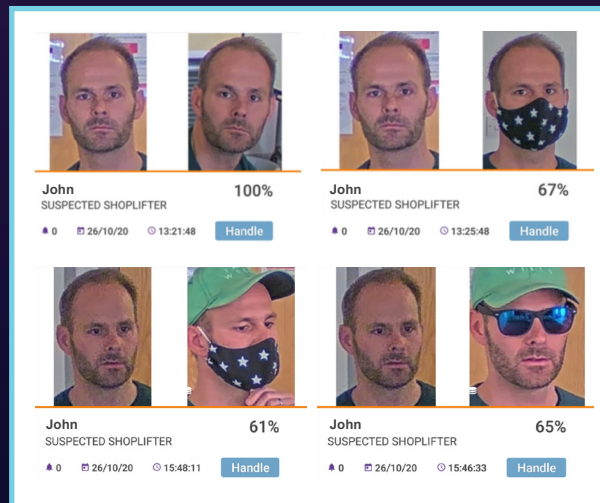 John
100%
SUSPECTED SHOPLIFTER
0 26/10/20 13:21:48 Handle
John
67%
SUSPECTED SHOPLIFTER
0 26/10/20 13:25:48 Handle
John
61%
SUSPECTED SHOPLIFTER
0 26/10/20 15:48:11 Handle
John
65%
SUSPECTED SHOPLIFTER
0 26/10/20 15:46:33 Handle